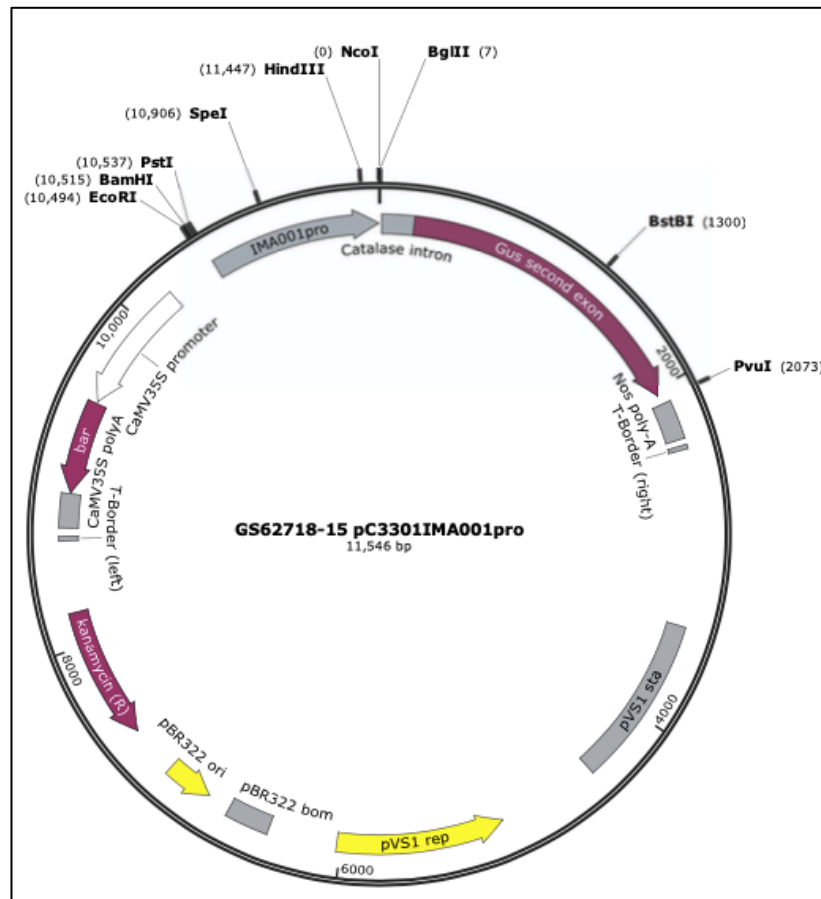 (0) NcoI
BglII (7)
(11,447) HindIII
(10,906) SpeI
(10,537) PstI
(10,515) BamHI
(10,494) EcoRI
BstBI (1300)
PvuI (2073)
IMA001pro
Catalase intron
Gus second exon
10,000
2000
CaMV35S promoter
Nos poly-A
T-Border (right)
bar
CaMV35S polyA
T-Border (left)
GS62718-15 pC3301IMA001pro
11,546 bp
kanamycin (R)
8000
pVS1 sta
4000
pBR322 ori
pBR322 bom
pVS1 rep
6000